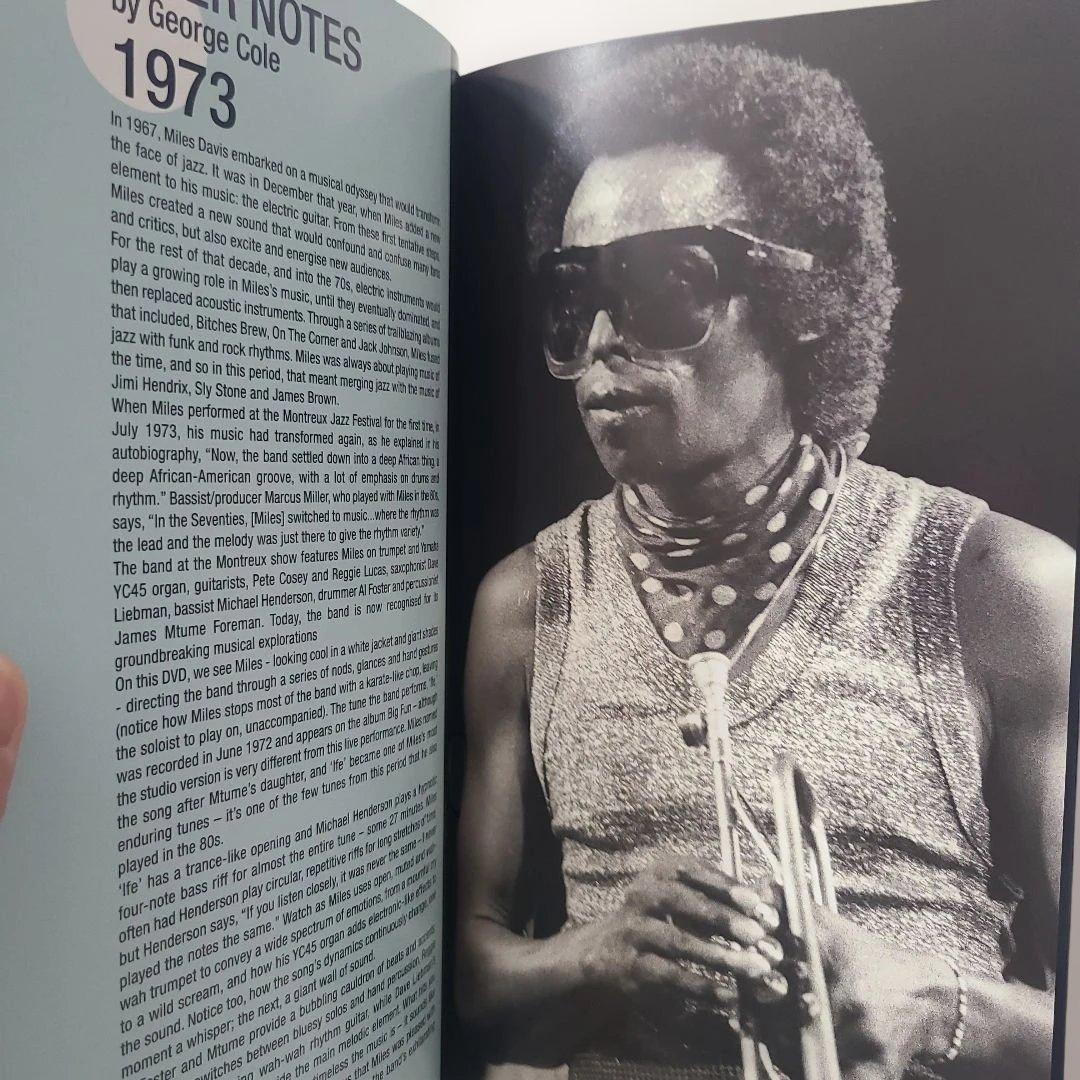 ER NOTES
by George Cole
1973
In 1967, Miles Davis embarked on a musical odyssey that would transform
the face of jazz. It was in December that year, when Miles added a new
element to his music: the electric guitar. From these first tentative steps,
Miles created a new sound that would confound and confuse many fans
and critics, but also excite and energise new audiences.
For the rest of that decade, and into the 70s, electric instruments would
play a growing role in Miles's music, until they eventually dominated, and
then replaced acoustic instruments. Through a series of trailblazing albums
that included, Bitches Brew, On The Corner and Jack Johnson, Miles fused
jazz with funk and rock rhythms. Miles was always about playing music of
the time, and so in this period, that meant merging jazz with the music of
Jimi Hendrix, Sly Stone and James Brown.
When Miles performed at the Montreux Jazz Festival for the first time, in
July 1973, his music had transformed again, as he explained in his
autobiography, "Now, the band settled down into a deep African thing, a
deep African-American groove, with a lot of emphasis on drums and
rhythm." Bassist/producer Marcus Miller, who played with Miles in the 80s,
says, "In the Seventies, [Miles] switched to music...where the rhythm was
the lead and the melody was just there to give the rhythm variety."
The band at the Montreux show features Miles on trumpet and Yamaha
YC45 organ, guitarists, Pete Cosey and Reggie Lucas, saxophonist Dave
Liebman, bassist Michael Henderson, drummer Al Foster and percussionist
James Mtume Foreman. Today, the band is now recognised for its
groundbreaking musical explorations
On this DVD, we see Miles - looking cool in a white jacket and giant shades
- directing the band through a series of nods, glances and hand gestures
(notice how Miles stops most of the band with a karate-like chop, leaving
the soloist to play on, unaccompanied). The tune the band performs, 'Ife,'
was recorded in June 1972 and appears on the album Big Fun – although
the studio version is very different from this live performance. Miles named
the song after Mtume's daughter, and 'Ife' became one of Miles's most
enduring tunes – it's one of the few tunes from this period that he also
played in the 80s.
'Ife' has a trance-like opening and Michael Henderson plays a hypnotic
four-note bass riff for almost the entire tune – some 27 minutes. Miles
often had Henderson play circular, repetitive riffs for long stretches of time,
but Henderson says, "If you listen closely, it was never the same – I never
played the notes the same." Watch as Miles uses open, muted and wah-
wah trumpet to convey a wide spectrum of emotions, from a mournful cry
to a wild scream, and how his YC45 organ adds electronic-like effects to
the sound. Notice too, how the song's dynamics continuously change, one
moment a whisper; the next, a giant wall of sound.
Foster and Mtume provide a bubbling cauldron of beats and accents,
switches between bluesy solos and hand percussion, Reggie
wah-wah rhythm guitar, while Dave Liebman's
the main melodic element. What
timeless the music is – it sounds
that Miles was pleased with
the band's